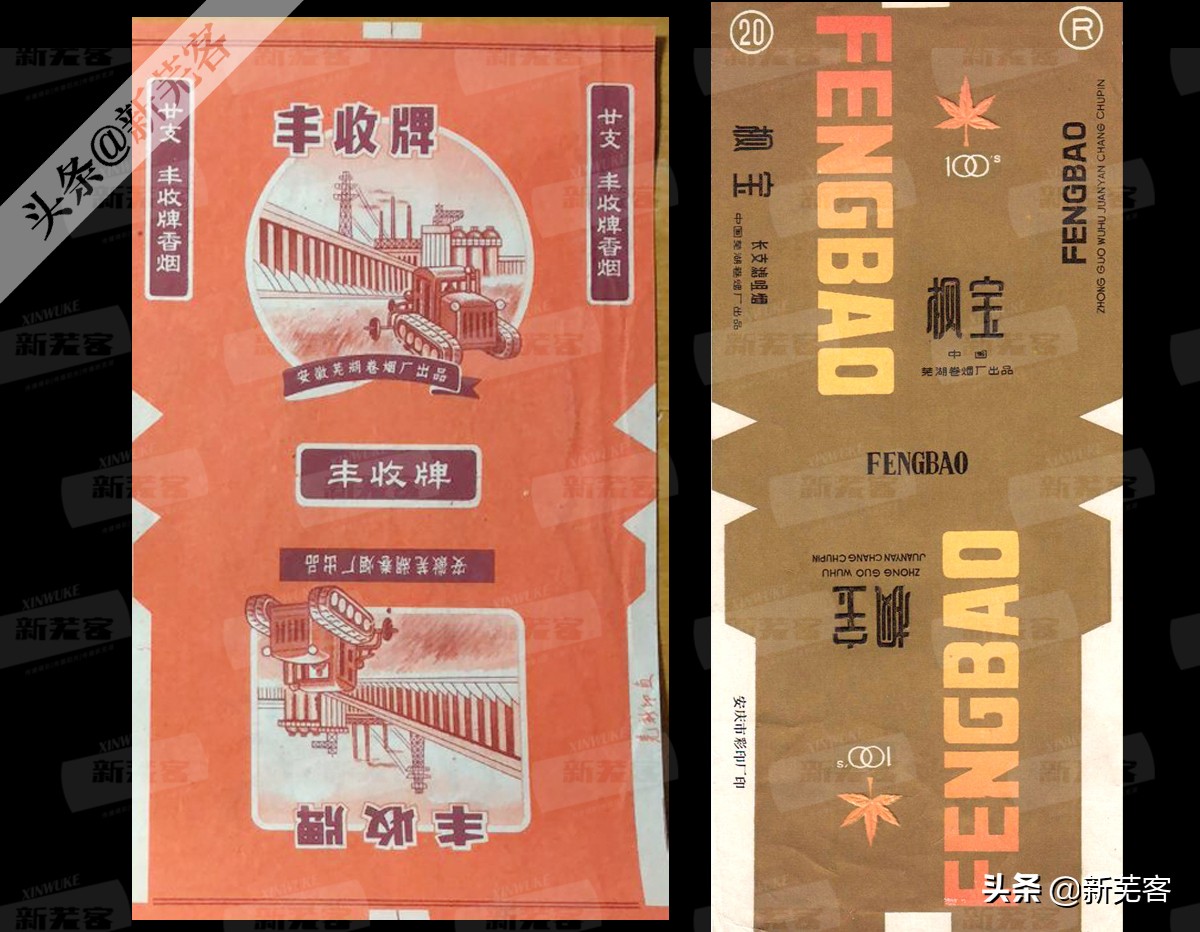 头条@新芜客
丰收牌
廿支 丰收牌香烟
廿支 丰收牌香烟
安徽芜湖卷烟厂出品
丰收牌
安徽芜湖卷烟厂出品
丰收牌
20
R
FENGBAO
100's
枫宝
长支滤咀烟
中国芜湖卷烟厂出品
FENGBAO
ZHONG GUO WUHU JUANYAN CHANG CHUPIN
枫宝
中国
芜湖卷烟厂出品
FENGBAO
ZHONG GUO WUHU
JUANYAN CHANG CHUPIN
枫宝
FENGBAO
100's
安庆市彩印厂印
头条 @新芜客
XINWUKE
新芜客